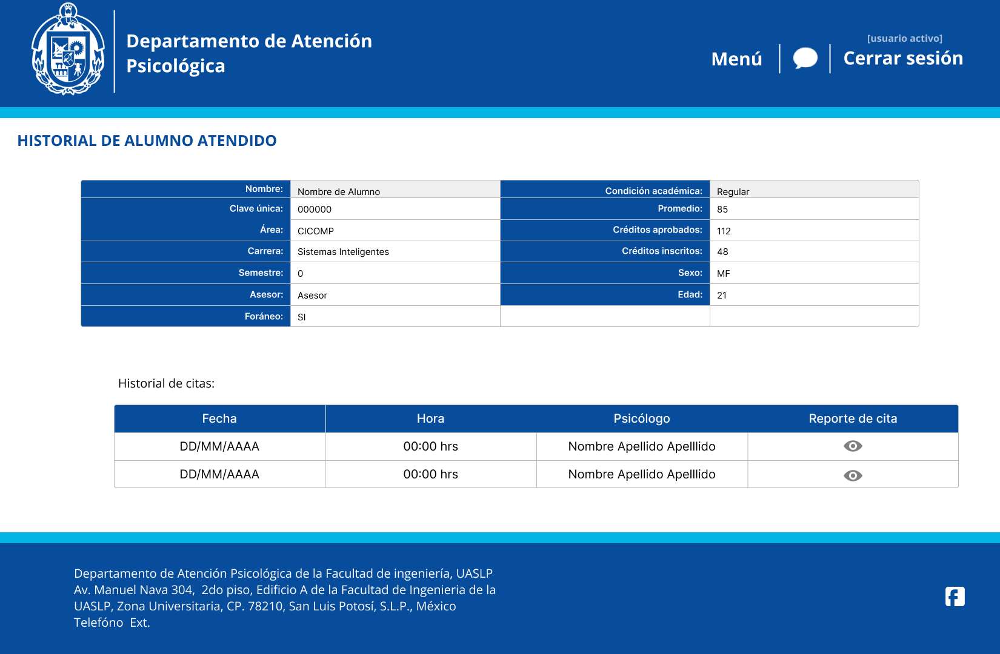 Departamento de Atención
Psicológica
Menú
[usuario activo]
Cerrar sesión
HISTORIAL DE ALUMNO ATENDIDO
Nombre: Nombre de Alumno Condición académica: Regular
Clave única: 000000 Promedio: 85
Área: CICOMP Créditos aprobados: 112
Carrera: Sistemas Inteligentes Créditos inscritos: 48
Semestre: 0 Sexo: MF
Asesor: Asesor Edad: 21
Foráneo: SI
Historial de citas:
Fecha Hora Psicólogo Reporte de cita
DD/MM/AAAA 00:00 hrs Nombre Apellido Apelllido
DD/MM/AAAA 00:00 hrs Nombre Apellido Apelllido
Departamento de Atención Psicológica de la Facultad de ingeniería, UASLP
Av. Manuel Nava 304, 2do piso, Edificio A de la Facultad de Ingenieria de la
UASLP, Zona Universitaria, CP. 78210, San Luis Potosí, S.L.P., México
Telefóno Ext.